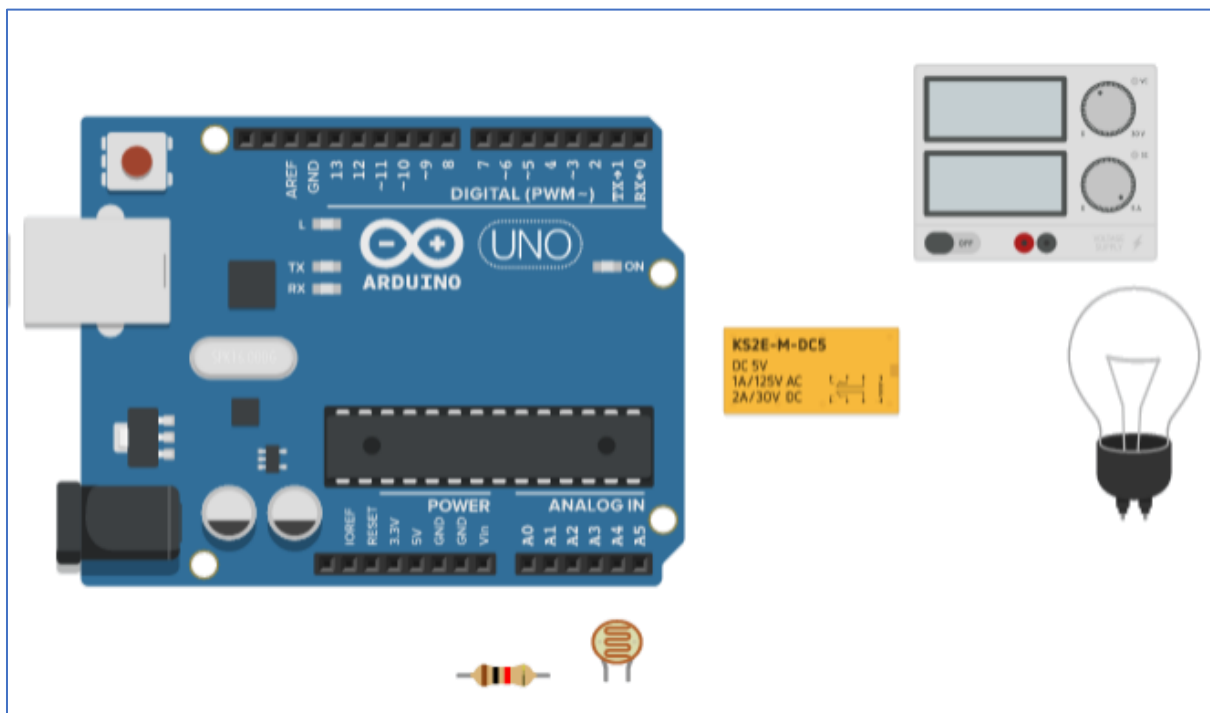 AREF
GND
13
12
~11
~10
~9
8
7
~6
~5
4
~3
2
TX→1
RX←0
DIGITAL (PWM~)
L
TX
RX
ARDUINO
UNO
ON
KS2E-M-DC5
DC 5V
1A/125V AC
2A/30V DC
POWER
ANALOG IN
IOREF
RESET
3.3V
5V
GND
GND
Vin
A0
A1
A2
A3
A4
A5
OFF